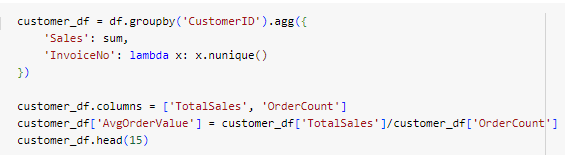 customer_df = df.groupby('CustomerID').agg({
    'Sales': sum,
    'InvoiceNo': lambda x: x.nunique()
})
customer_df.columns = ['TotalSales', 'OrderCount']
customer_df['AvgOrderValue'] = customer_df['TotalSales']/customer_df['OrderCount']
customer_df.head(15)